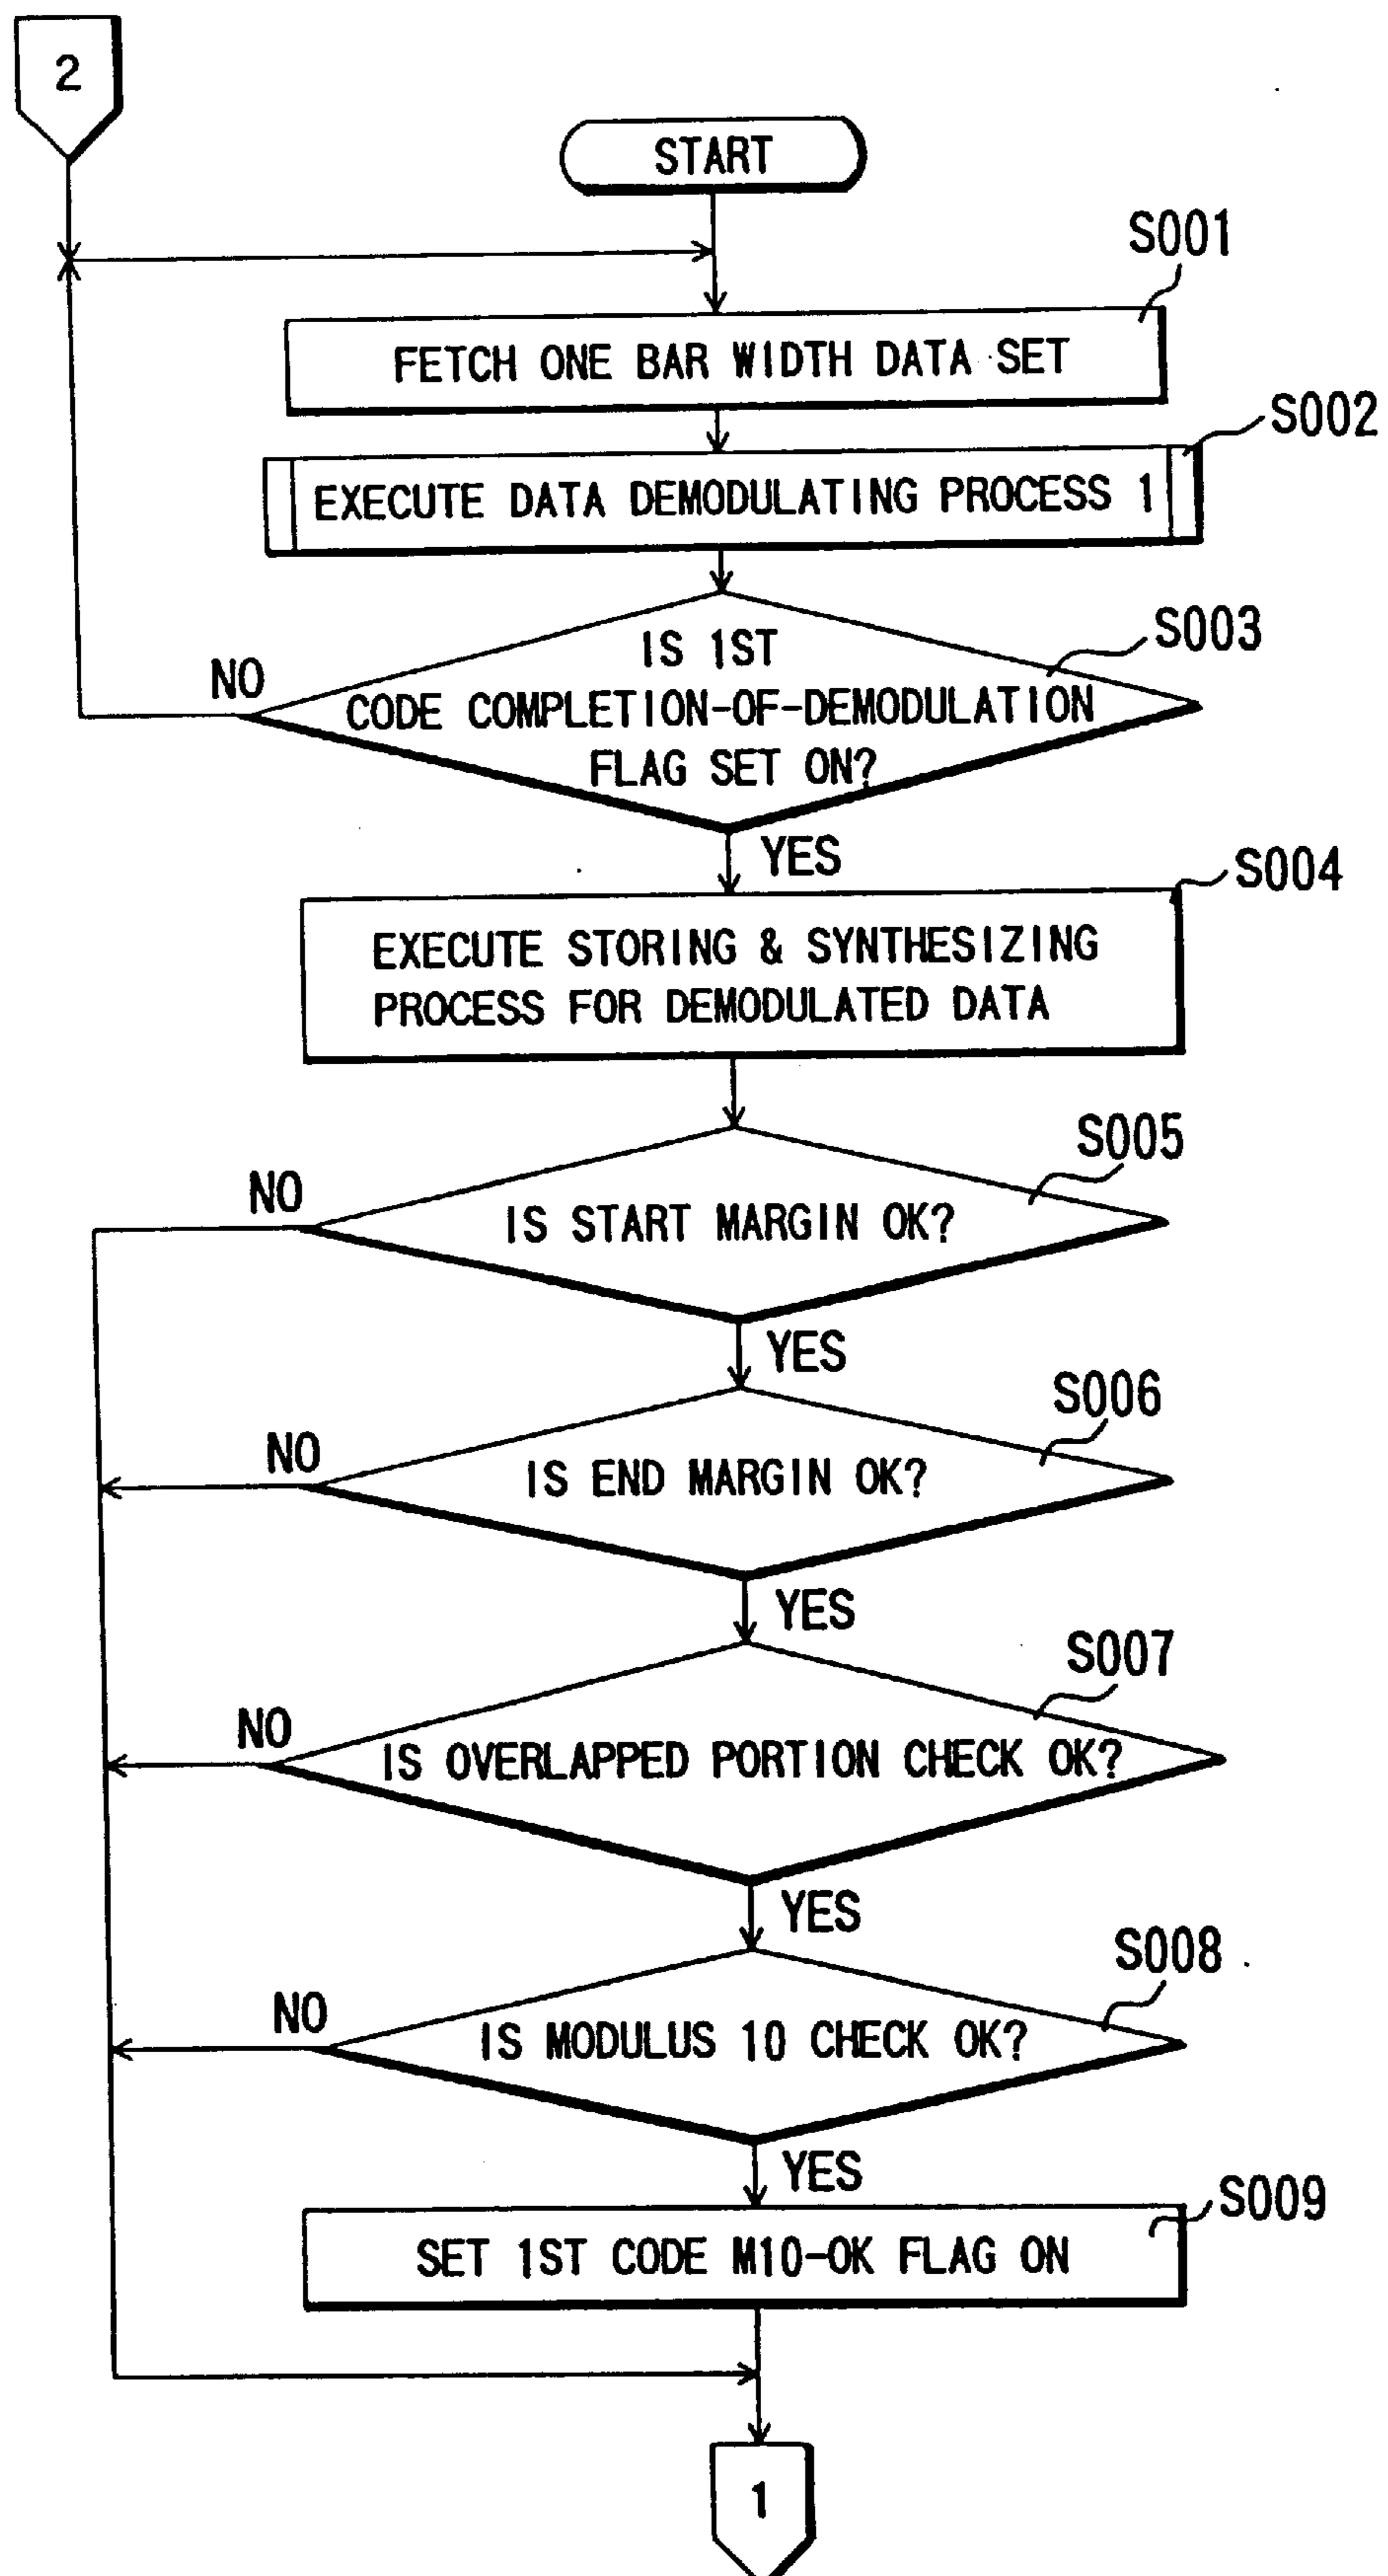 2
START
S001
FETCH ONE BAR WIDTH DATA SET
S002
EXECUTE DATA DEMODULATING PROCESS 1
S003
IS 1ST
NO
CODE COMPLETION-OF-DEMODULATION
FLAG SET ON?
YES
S004
EXECUTE STORING & SYNTHESIZING
PROCESS FOR DEMODULATED DATA
S005
NO
IS START MARGIN OK?
YES
S006
NO
IS END MARGIN OK?
YES
S007
NO
IS OVERLAPPED PORTION CHECK OK?
YES
S008
NO
IS MODULUS 10 CHECK OK?
YES
S009
SET 1ST CODE M10-OK FLAG ON
1